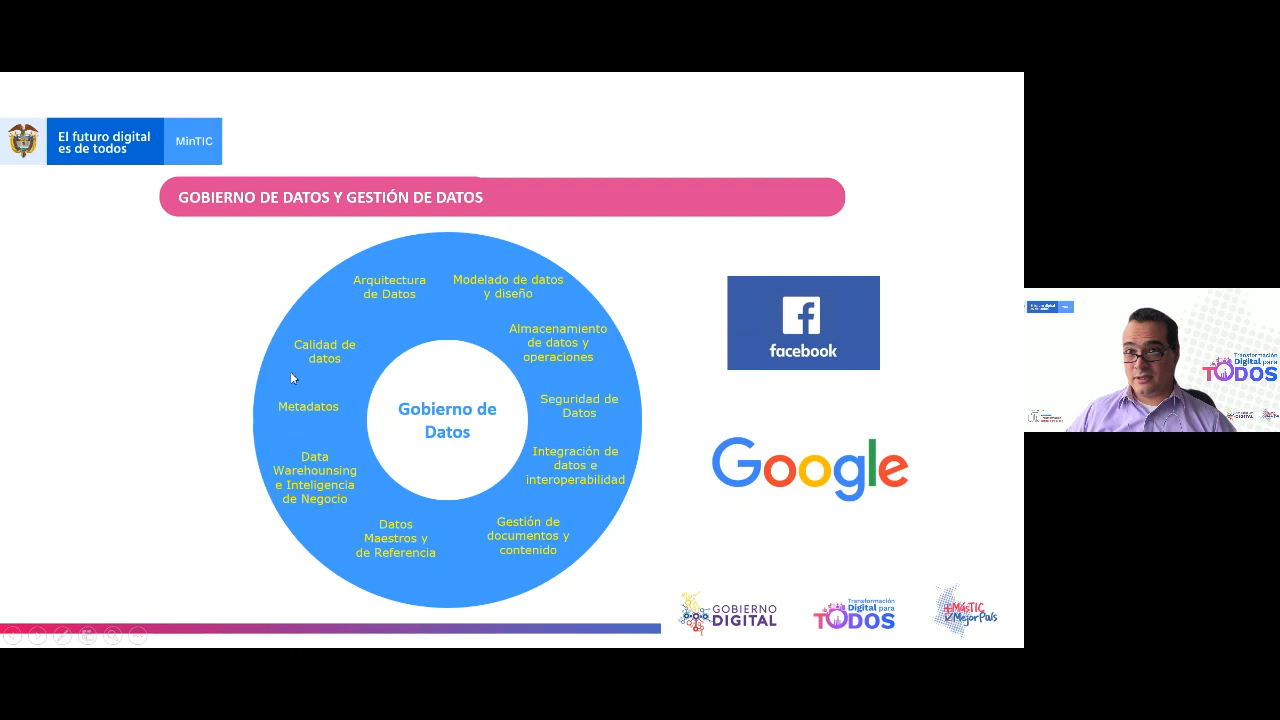 El futuro digital
es de todos
MinTIC
GOBIERNO DE DATOS Y GESTIÓN DE DATOS
Arquitectura
de Datos
Modelado de datos
y diseño
Almacenamiento
de datos y
operaciones
Calidad de
datos
Metadatos
Seguridad de
Datos
Gobierno de
Datos
Integración de
datos e
interoperabilidad
Data
Warehounsing
e Inteligencia
de Negocio
Datos
Maestros y
de Referencia
Gestión de
documentos y
contenido
facebook
Google
GOBIERNO
DIGITAL
Transformación
Digital para
TODOS
+MásTIC
MejorPaís
Transformación
Digital para
TODOS